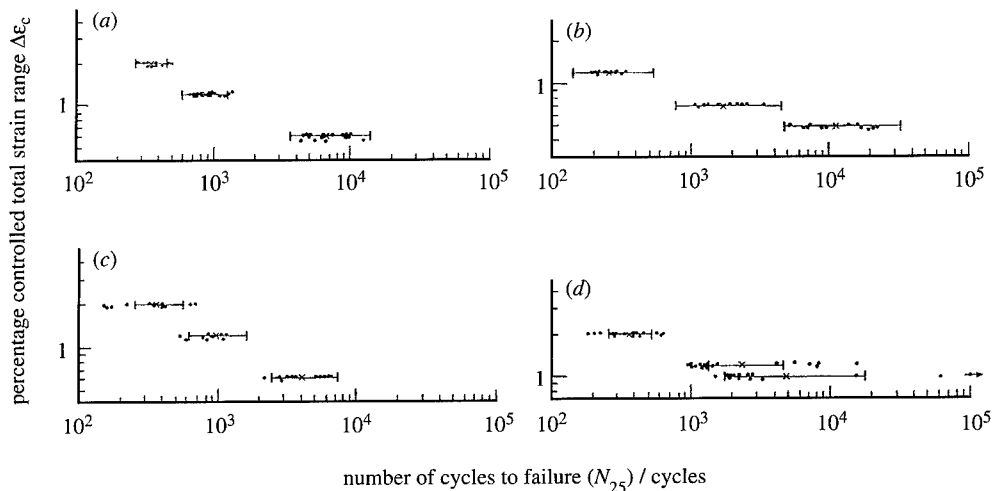 percentage controlled total strain range Δε_c
(a)
1
10² 10³ 10⁴ 10⁵
(b)
1
10² 10³ 10⁴ 10⁵
(c)
1
10² 10³ 10⁴ 10⁵
(d)
1
10² 10³ 10⁴ 10⁵
number of cycles to failure (N₂₅) / cycles